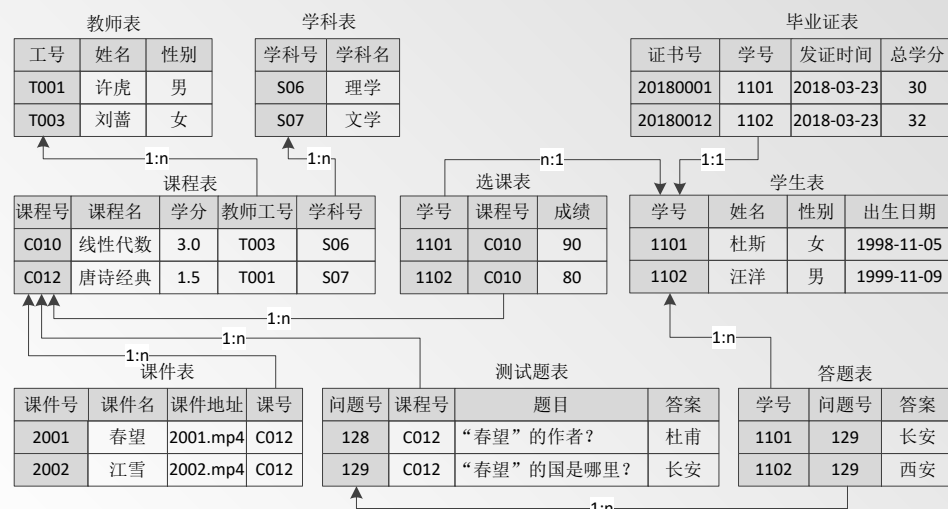 教师表 学科表 毕业证表
工号 姓名 性别
T001 许虎 男
T003 刘蔷 女
学科号 学科名
S06 理学
S07 文学
证书号 学号 发证时间 总学分
20180001 1101 2018-03-23 30
20180012 1102 2018-03-23 32
1:n 1:n n:1 1:1
课程表 选课表 学生表
课程号 课程名 学分 教师工号 学科号
C010 线性代数 3.0 T003 S06
C012 唐诗经典 1.5 T001 S07
学号 课程号 成绩
1101 C010 90
1102 C010 80
学号 姓名 性别 出生日期
1101 杜斯 女 1998-11-05
1102 汪洋 男 1999-11-09
1:n
1:n 1:n
1:n
课件表 测试题表 答题表
课件号 课件名 课件地址 课号
2001 春望 2001.mp4 C012
2002 江雪 2002.mp4 C012
问题号 课程号 题目 答案
128 C012 “春望”的作者? 杜甫
129 C012 “春望”的国是哪里? 长安
学号 问题号 答案
1101 129 长安
1102 129 西安
1:n